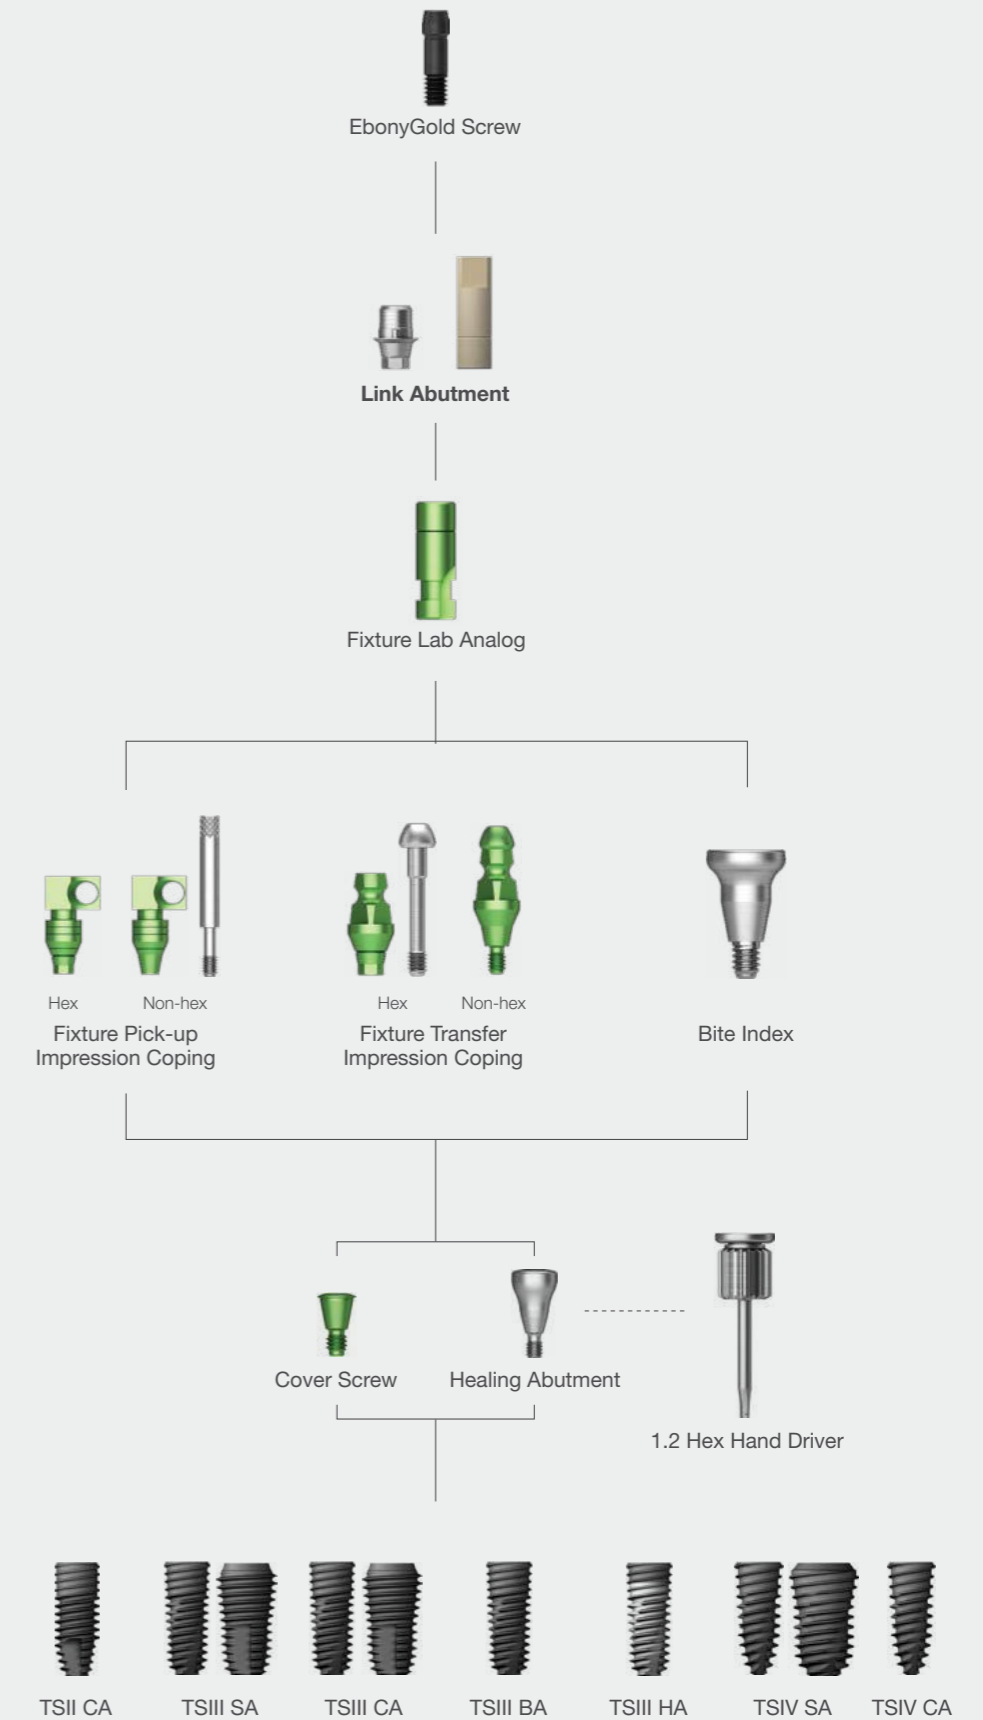 EbonyGold Screw
Link Abutment
Fixture Lab Analog
Hex
Non-hex
Fixture Pick-up
Impression Coping
Hex
Non-hex
Fixture Transfer
Impression Coping
Bite Index
Cover Screw
Healing Abutment
1.2 Hex Hand Driver
TSII CA
TSIII SA
TSIII CA
TSIII BA
TSIII HA
TSIV SA
TSIV CA